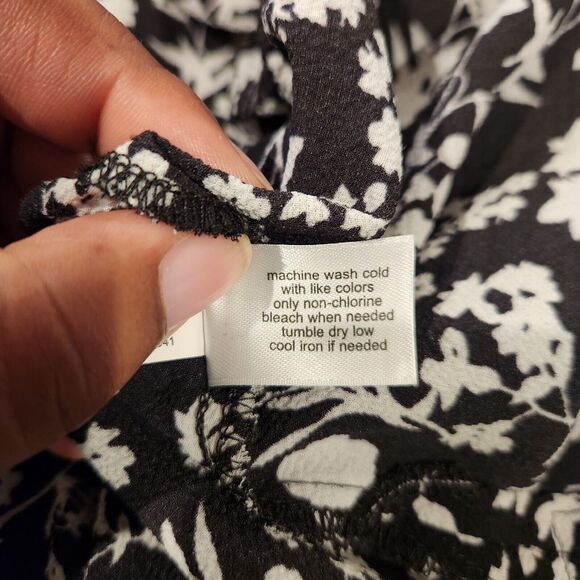 machine wash cold
with like colors
only non-chlorine
bleach when needed
tumble dry low
cool iron if needed
41